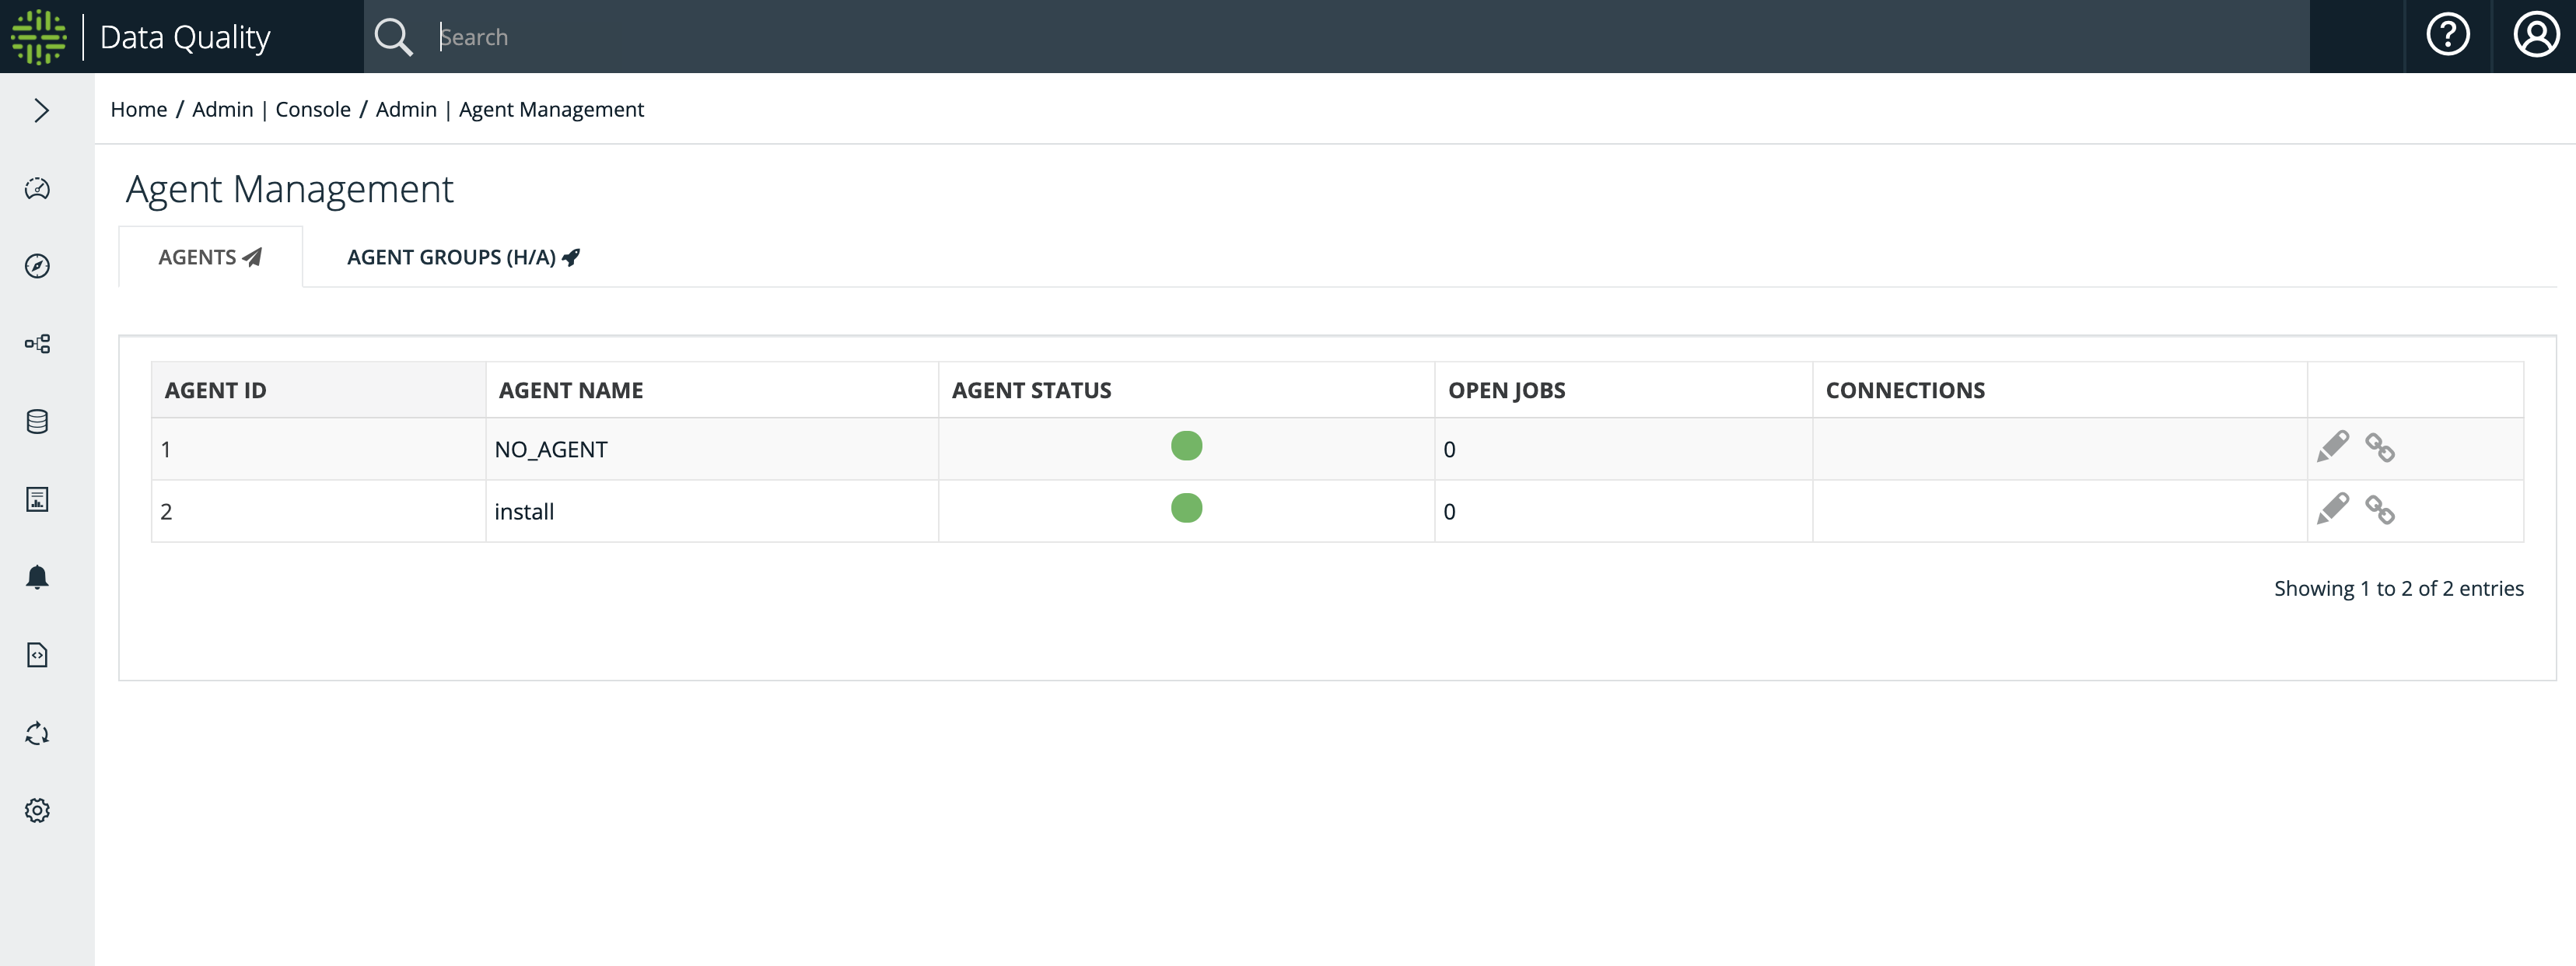 Data Quality
Search
Home / Admin | Console / Admin | Agent Management
Agent Management
AGENTS
AGENT GROUPS (H/A)
AGENT ID AGENT NAME AGENT STATUS OPEN JOBS CONNECTIONS
1 NO_AGENT 0
2 install 0
Showing 1 to 2 of 2 entries